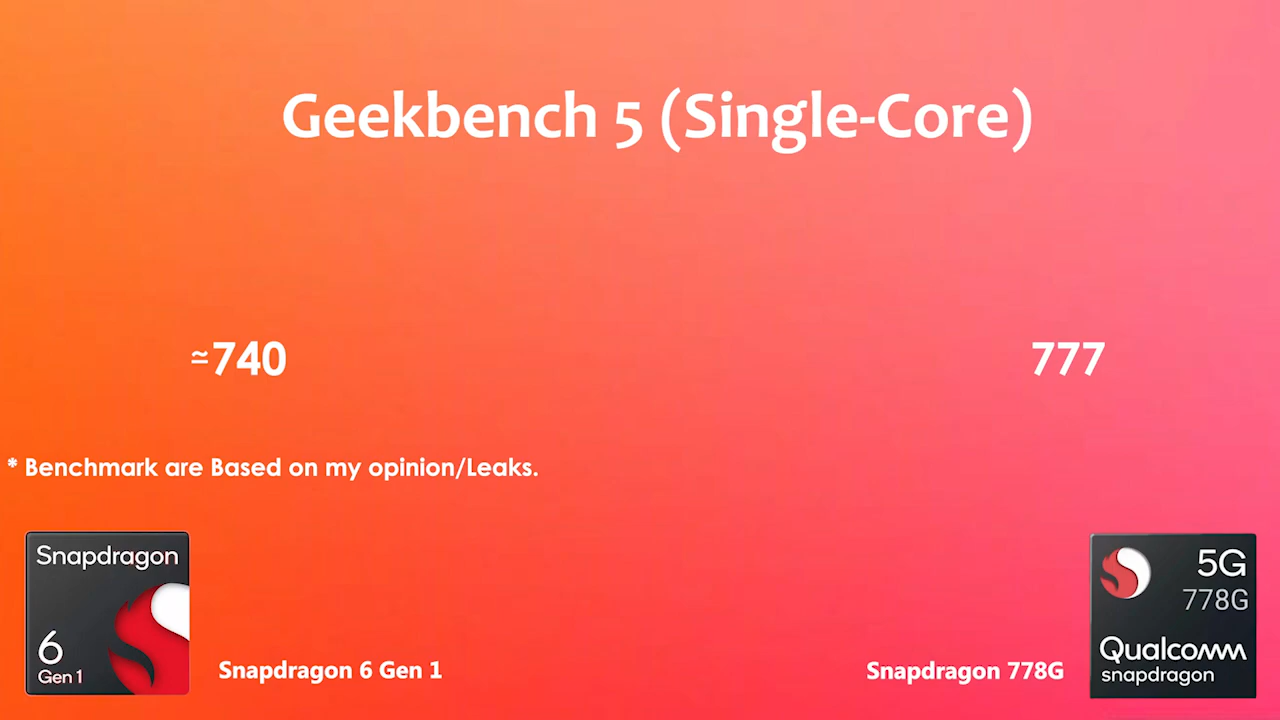 Geekbench 5 (Single-Core)
≃740
777
* Benchmark are Based on my opinion/Leaks.
Snapdragon
6
Gen 1
Snapdragon 6 Gen 1
Snapdragon 778G
5G
778G
Qualcomm
snapdragon